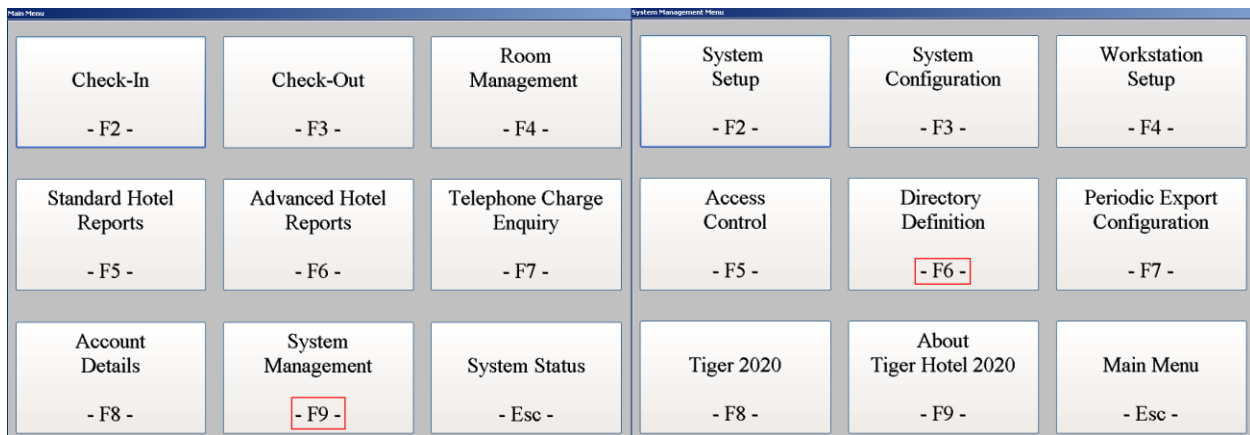 Main Menu
Check-In
- F2 -
Check-Out
- F3 -
Room
Management
- F4 -
Standard Hotel
Reports
- F5 -
Advanced Hotel
Reports
- F6 -
Telephone Charge
Enquiry
- F7 -
Account
Details
- F8 -
System
Management
- F9 -
System Status
- Esc -
System Management Menu
System
Setup
- F2 -
System
Configuration
- F3 -
Workstation
Setup
- F4 -
Access
Control
- F5 -
Directory
Definition
- F6 -
Periodic Export
Configuration
- F7 -
Tiger 2020
- F8 -
About
Tiger Hotel 2020
- F9 -
Main Menu
- Esc -